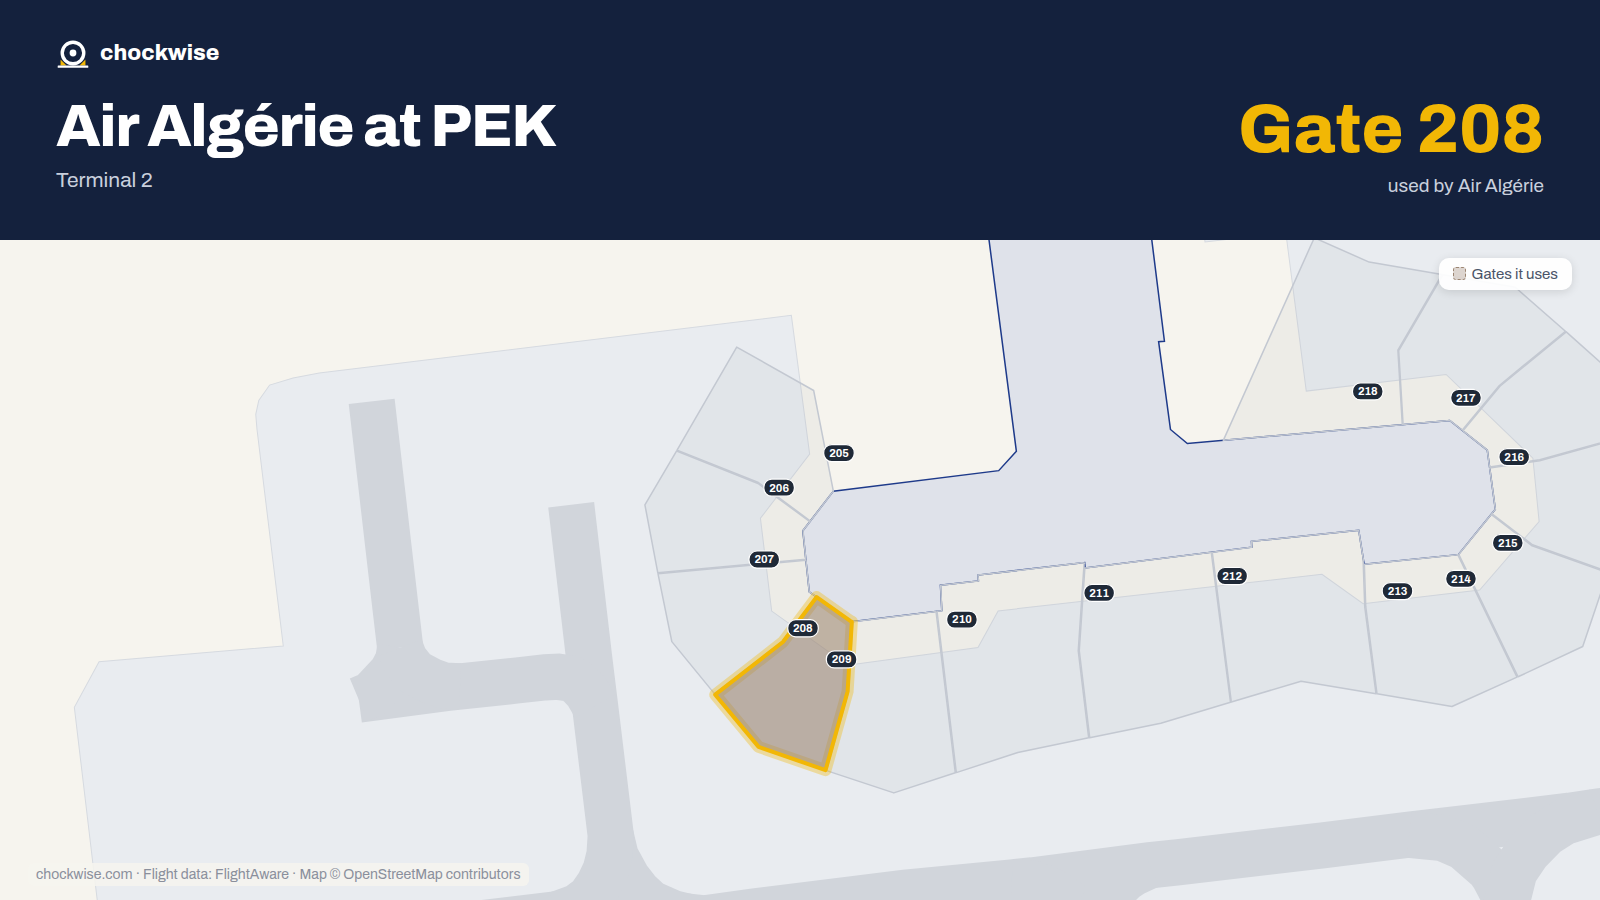 chockwise
Air Algérie at PEK
Terminal 2
Gate 208
used by Air Algérie
Gates it uses
218
217
205
216
206
215
207
212
214
213
211
210
208
209
chockwise.com · Flight data: FlightAware · Map © OpenStreetMap contributors